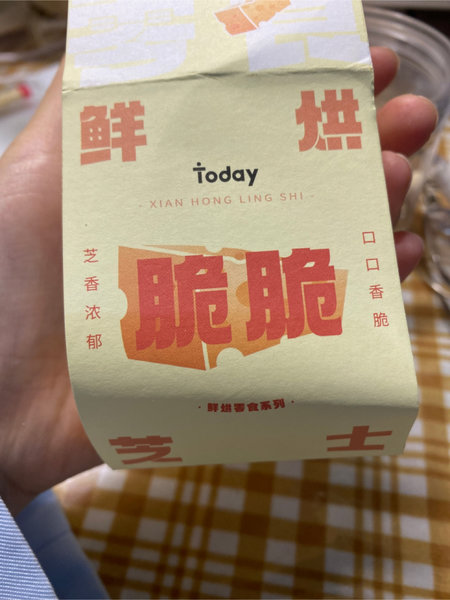 鲜 烘
Today
· XIAN HONG LING SHI ·
芝香浓郁
脆脆
口口香脆
· 鲜烘零食系列 ·
芝士